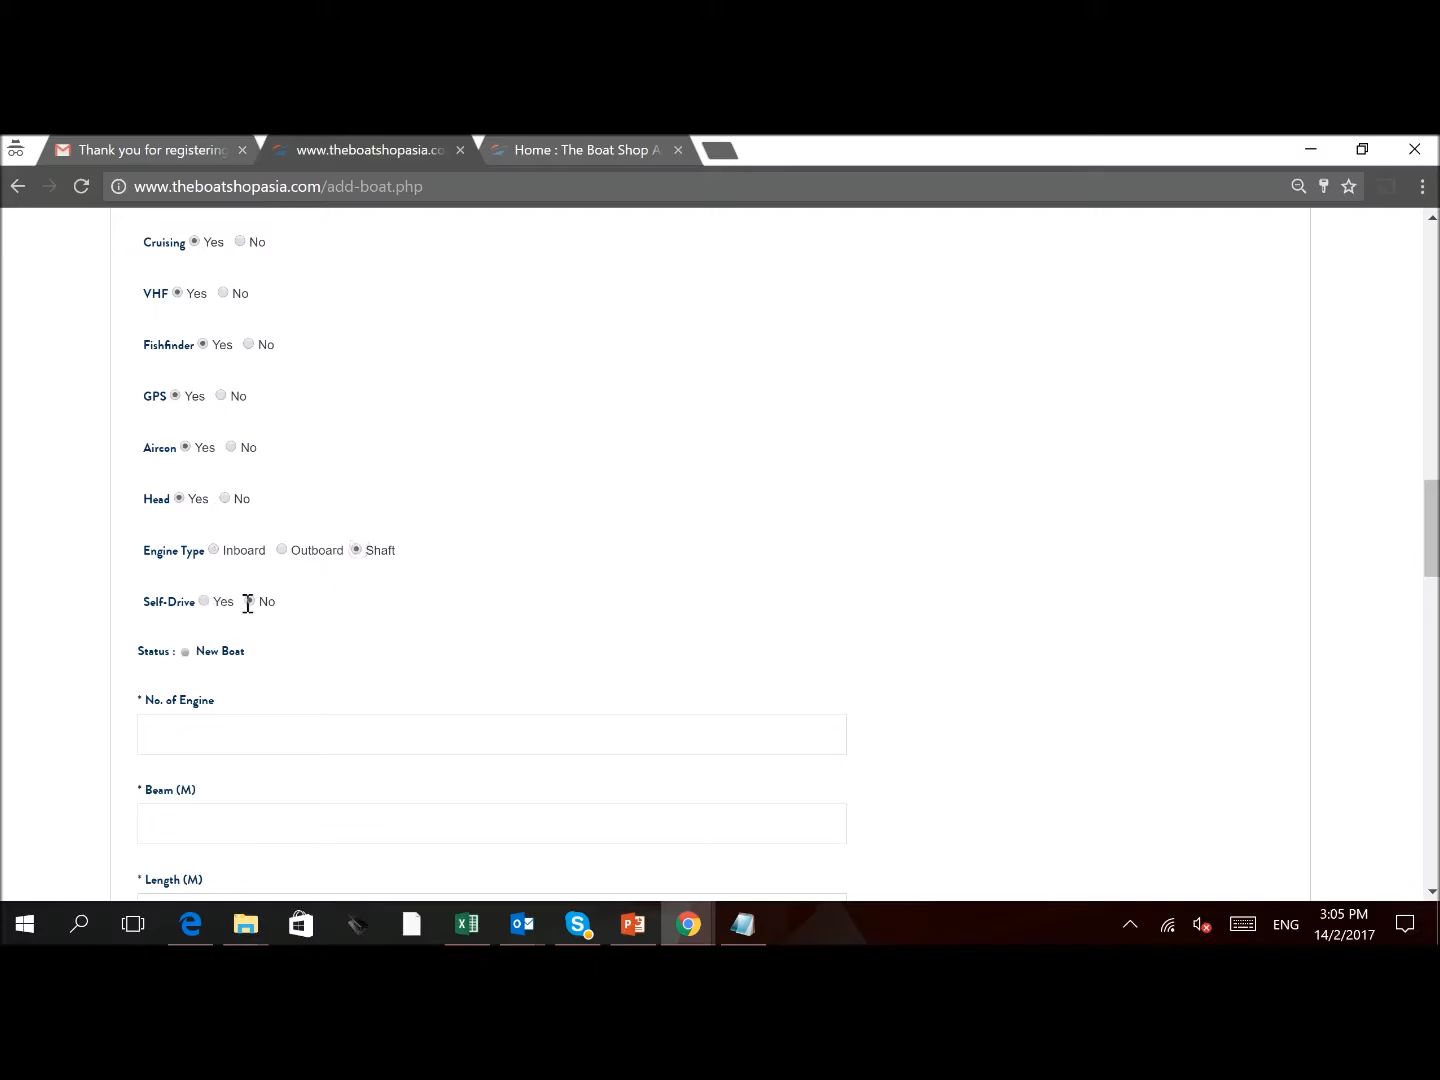 Thank you for registering
www.theboatshopasia.co
Home : The Boat Shop A
www.theboatshopasia.com/add-boat.php
Cruising Yes No
VHF Yes No
Fishfinder Yes No
GPS Yes No
Aircon Yes No
Head Yes No
Engine Type Inboard Outboard Shaft
Self-Drive Yes No
Status : New Boat
* No. of Engine
* Beam (M)
* Length (M)
ENG
3:05 PM
14/2/2017